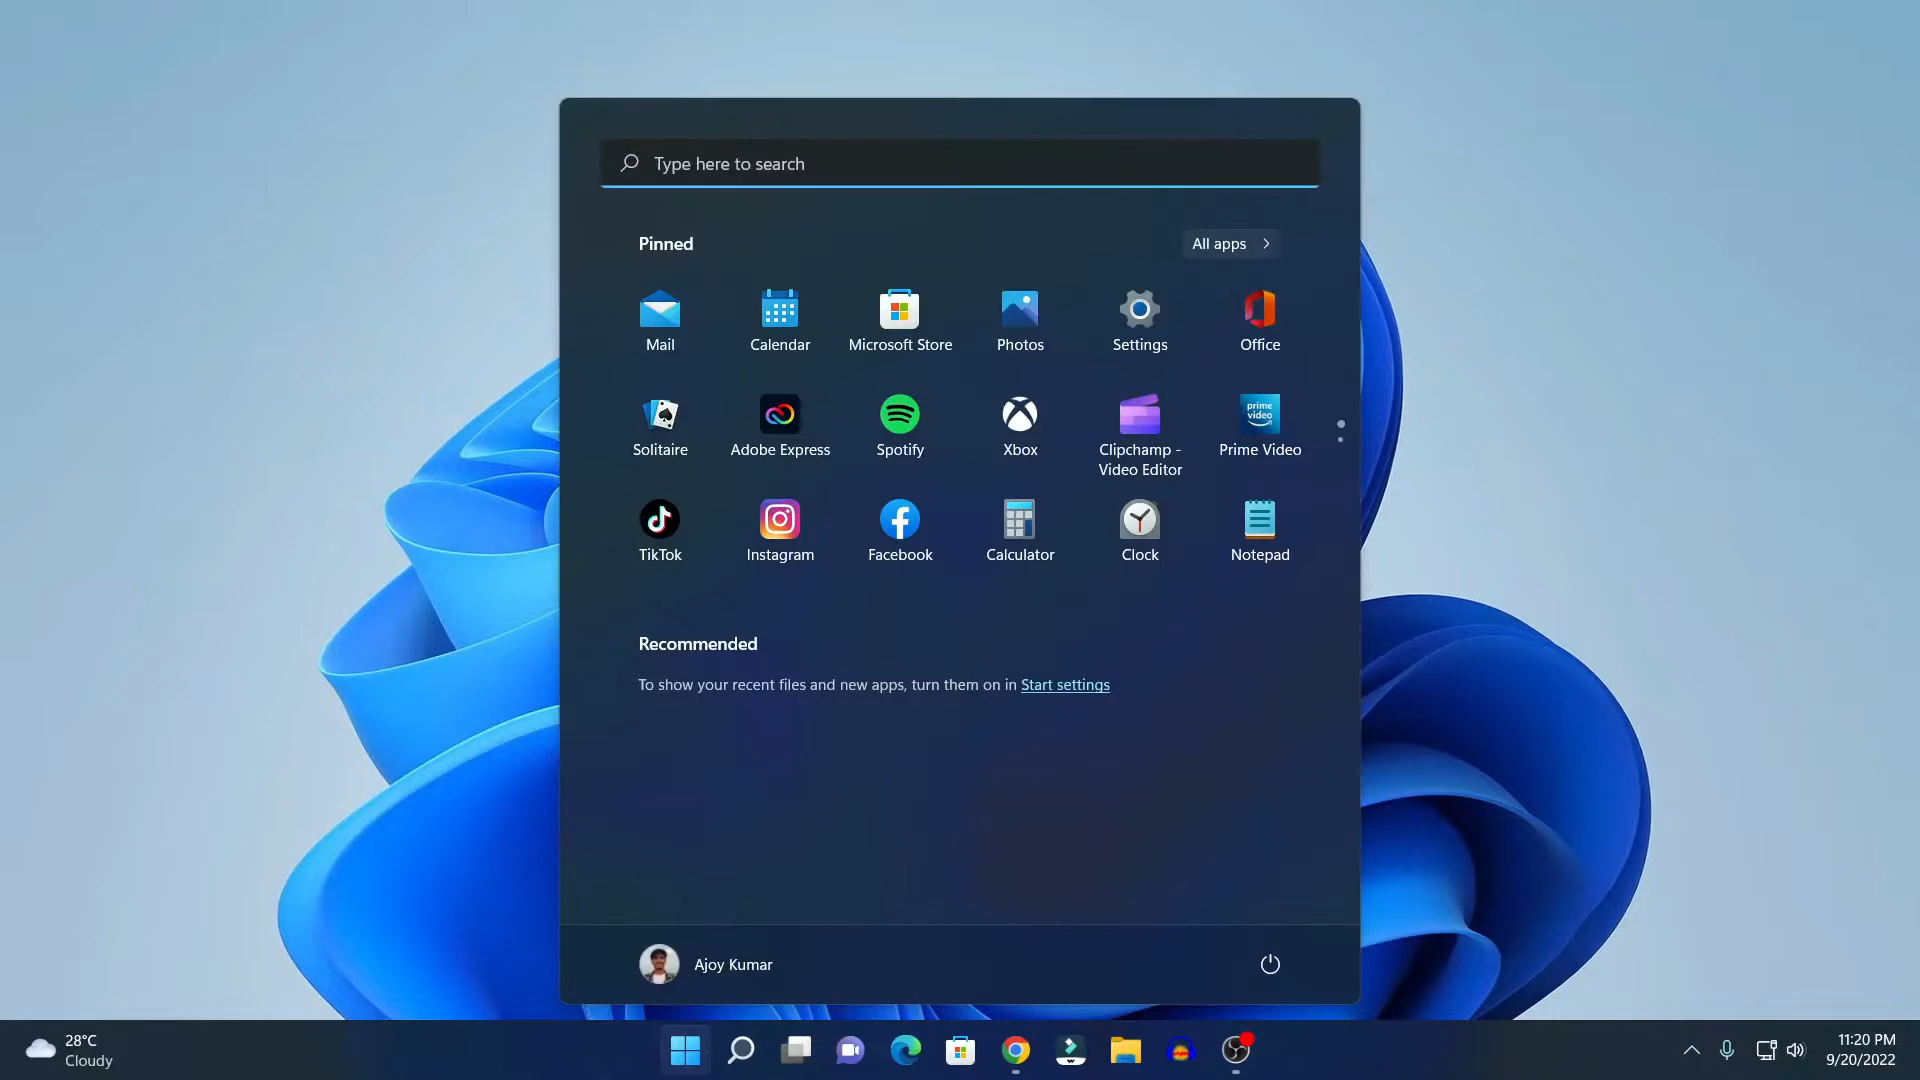 Type here to search
Pinned
All apps
Mail
Calendar
Microsoft Store
Photos
Settings
Office
Solitaire
Adobe Express
Spotify
Xbox
Clipchamp -
Video Editor
prime
video
Prime Video
TikTok
Instagram
Facebook
Calculator
Clock
Notepad
Recommended
To show your recent files and new apps, turn them on in Start settings
Ajoy Kumar
28°C
Cloudy
11:20 PM
9/20/2022